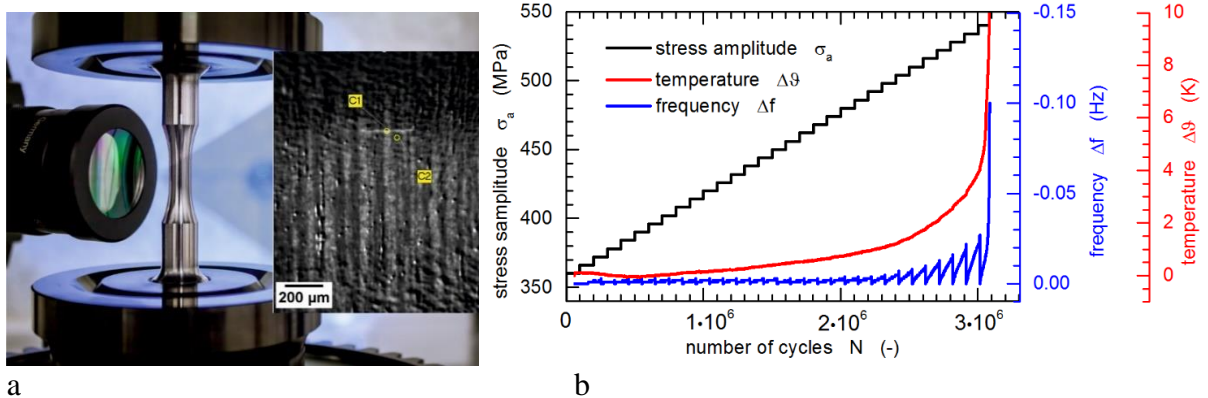 Germany
C1
C2
200 µm
a
550
500
450
400
350
stress samplitude σa (MPa)
stress amplitude σa
temperature Δϑ
frequency Δf
0
1•10⁶
2•10⁶
3•10⁶
number of cycles N (-)
-0.15
-0.10
-0.05
0.00
frequency Δf (Hz)
10
8
6
4
2
0
temperature Δϑ (K)
b